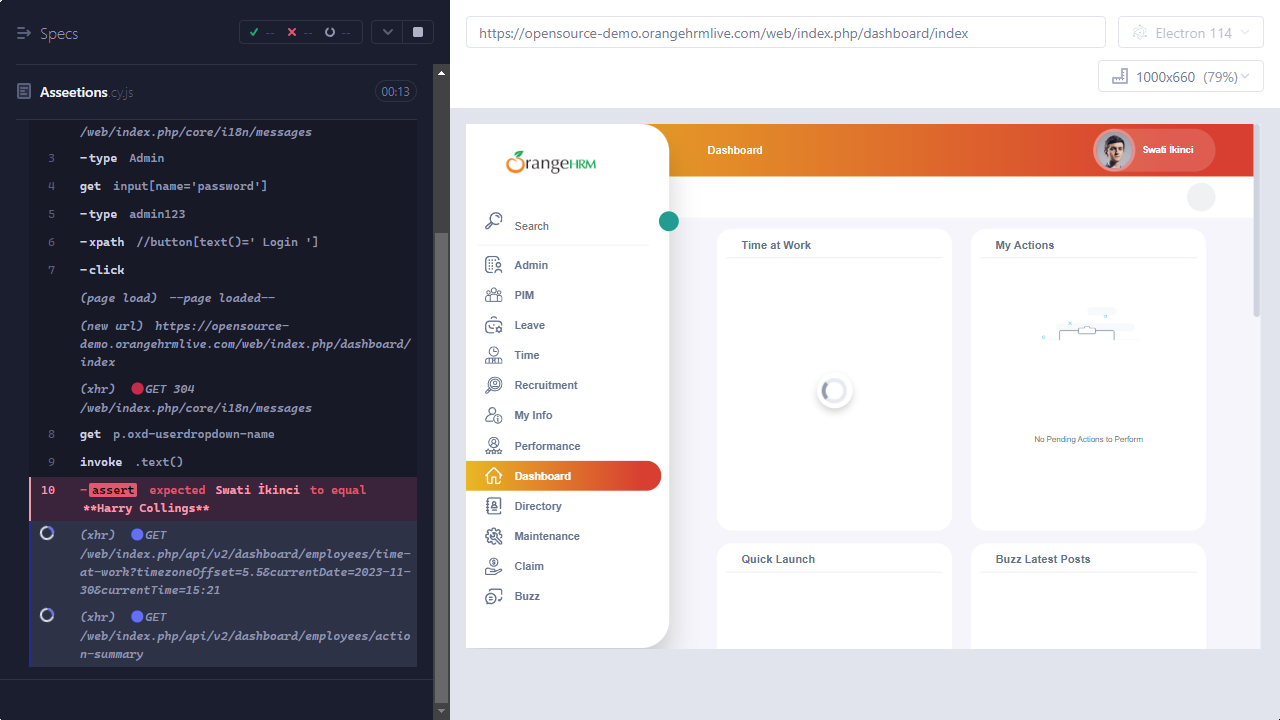 Specs
-- -- --
Asseetions.cy.js
00:13
/web/index.php/core/i18n/messages
3 -type Admin
4 get input[name='password']
5 -type admin123
6 -xpath //button[text()=' Login ']
7 -click
(page load) --page loaded--
(new url) https://opensource-
demo.orangehrmlive.com/web/index.php/dashboard/
index
(xhr) GET 304
/web/index.php/core/i18n/messages
8 get p.oxd-userdropdown-name
9 invoke .text()
10 -assert expected Swati İkinci to equal
**Harry Collings**
(xhr) GET
/web/index.php/api/v2/dashboard/employees/time-
at-work?timezoneOffset=5.5&currentDate=2023-11-
30&currentTime=15:21
(xhr) GET
/web/index.php/api/v2/dashboard/employees/actio
n-summary
https://opensource-demo.orangehrmlive.com/web/index.php/dashboard/index
Electron 114
1000x660 (79%)
OrangeHRM
Dashboard
Swati İkinci
Search
Admin
PIM
Leave
Time
Recruitment
My Info
Performance
Dashboard
Directory
Maintenance
Claim
Buzz
Time at Work
My Actions
No Pending Actions to Perform
Quick Launch
Buzz Latest Posts